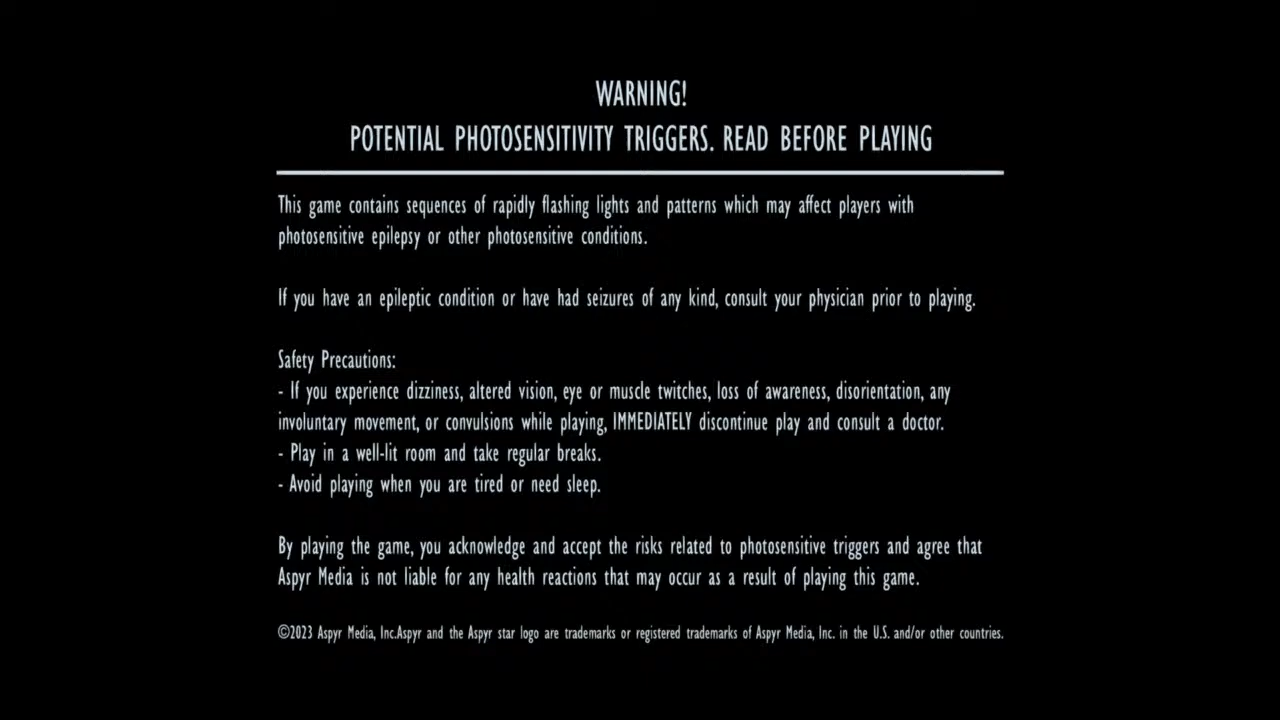 WARNING!
POTENTIAL PHOTOSENSITIVITY TRIGGERS. READ BEFORE PLAYING
This game contains sequences of rapidly flashing lights and patterns which may affect players with
photosensitive epilepsy or other photosensitive conditions.
If you have an epileptic condition or have had seizures of any kind, consult your physician prior to playing.
Safety Precautions:
- If you experience dizziness, altered vision, eye or muscle twitches, loss of awareness, disorientation, any
involuntary movement, or convulsions while playing, IMMEDIATELY discontinue play and consult a doctor.
- Play in a well-lit room and take regular breaks.
- Avoid playing when you are tired or need sleep.
By playing the game, you acknowledge and accept the risks related to photosensitive triggers and agree that
Aspyr Media is not liable for any health reactions that may occur as a result of playing this game.
©2023 Aspyr Media, Inc.Aspyr and the Aspyr star logo are trademarks or registered trademarks of Aspyr Media, Inc. in the U.S. and/or other countries.